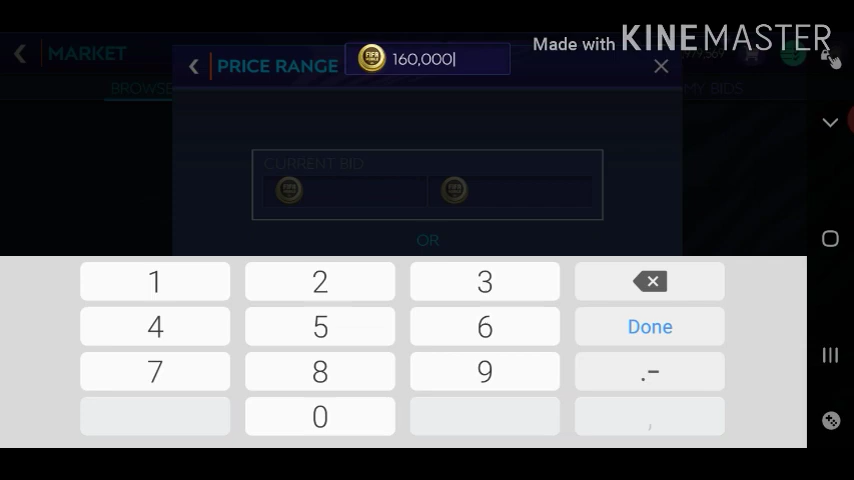 Made with KINEMASTER
MARKET
PRICE RANGE
160,000
BROWSE
MY BIDS
CURRENT BID
OR
1 2 3
4 5 6 Done
7 8 9 .-
0 ,